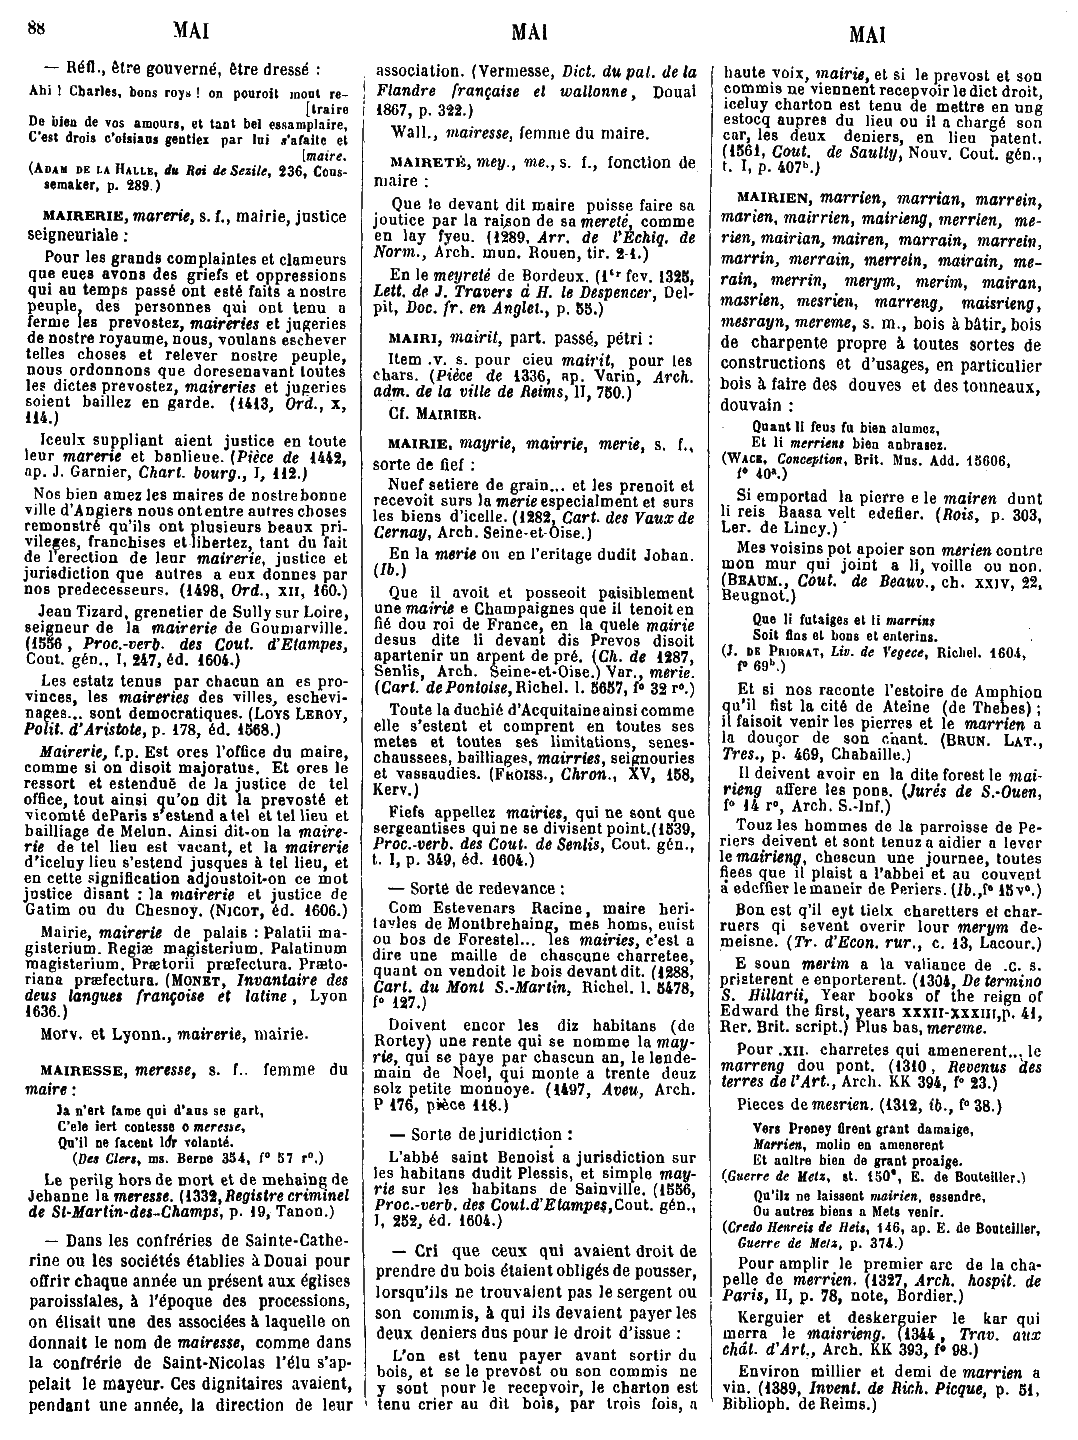 88
MAI
MAI
MAI
— Réfl., être gouverné, être dressé :
Ahi ! Charles, bons roys ! on pouroit mout re-
[traire
De bien de vos amours, et tant bel essamplaire,
C'est drois c'oisiaus gentiex par lui s'afaite et
[maire.
(ADAM DE LA HALLE, du Roi de Sezile, 236, Cous-
semaker, p. 289.)
MAIRERIE, marerie, s. f., mairie, justice
seigneuriale :
Pour les grands complaintes et clameurs
que eues avons des griefs et oppressions
qui au temps passé ont esté faits a nostre
peuple, des personnes qui ont tenu a
ferme les prevostez, maireries et jugeries
de nostre royaume, nous, voulans eschever
telles choses et relever nostre peuple,
nous ordonnons que doresenavant toutes
les dictes prevostez, maireries et jugeries
soient baillez en garde. (1413, Ord., X,
114.)
Iceulx suppliant aient justice en toute
leur marerie et banlieue. (Pièce de 1442,
ap. J. Garnier, Chart. bourg., I, 112.)
Nos bien amez les maires de nostre bonne
ville d'Angiers nous ont entre autres choses
remonstré qu'ils ont plusieurs beaux pri-
vileges, franchises et libertez, tant du fait
de l'erection de leur mairerie, justice et
jurisdiction que autres a eux donnes par
nos predecesseurs. (1498, Ord., XII, 160.)
Jean Tizard, grenetier de Sully sur Loire,
seigneur de la mairerie de Goumarville.
(1556, Proc.-verb. des Cout. d'Etampes,
Cout. gén., I, 247, éd. 1604.)
Les estatz tenus par chacun an es pro-
vinces, les maireries des villes, eschevi-
nages... sont democratiques. (LOYS LEROY,
Polit. d'Aristote, p. 178, éd. 1568.)
Mairerie, f.p. Est ores l'office du maire,
comme si on disoit majoratus. Et ores le
ressort et estenduë de la justice de tel
office, tout ainsi qu'on dit la prevosté et
vicomté de Paris s'estend a tel et tel lieu et
bailliage de Melun. Ainsi dit-on la maire-
rie de tel lieu est vacant, et la mairerie
d'iceluy lieu s'estend jusques à tel lieu, et
en cette signification adjoustoit-on ce mot
justice disant : la mairerie et justice de
Gatim ou du Chesnoy. (NICOT, éd. 1606.)
Mairie, mairerie de palais : Palatii ma-
gisterium. Regiæ magisterium. Palatinum
magisterium. Prætorii præfectura. Præto-
riana præfectura. (MONET, Invantaire des
deus langues françoise et latine, Lyon
1636.)
Morv. et Lyonn., mairerie, mairie.
MAIRESSE, meresse, s. f.. femme du
maire :
Ja n'ert fame qui d'aus se gart,
C'ele iert contesse o meresse,
Qu'il ne facent lor volanté.
(Des Clers, ms. Berne 354, f° 57 r°.)
Le perilg hors de mort et de mehaing de
Jehanne la meresse. (1332, Registre criminel
de St-Martin-des-Champs, p. 19, Tanon.)
— Dans les confréries de Sainte-Cathe-
rine ou les sociétés établies à Douai pour
offrir chaque année un présent aux églises
paroissiales, à l'époque des processions,
on élisait une des associées à laquelle on
donnait le nom de mairesse, comme dans
la confrérie de Saint-Nicolas l'élu s'ap-
pelait le mayeur. Ces dignitaires avaient,
pendant une année, la direction de leur
association. (Vermesse, Dict. du pat. de la
Flandre française et wallonne, Douai
1867, p. 322.)
Wall., mairesse, femme du maire.
MAIRETÉ, mey., me., s. f., fonction de
maire :
Que le devant dit maire puisse faire sa
joutice par la raison de sa mereté, comme
en lay fyeu. (1289, Arr. de l'Echiq. de
Norm., Arch. mun. Rouen, tir. 2-1.)
En le meyreté de Bordeux. (1er fev. 1325,
Lett. de J. Travers à H. le Despencer, Del-
pit, Doc. fr. en Anglet., p. 55.)
MAIRI, mairit, part. passé, pétri :
Item .v. s. pour cieu mairit, pour les
chars. (Pièce de 1336, ap. Varin, Arch.
adm. de la ville de Reims, II, 750.)
Cf. MAIRIER.
MAIRIE, mayrie, mairrie, merie, s. f.,
sorte de fief :
Nuef setiere de grain... et les prenoit et
recevoit surs la merie especialment et surs
les biens d'icelle. (1282, Cart. des Vaux de
Cernay, Arch. Seine-et-Oise.)
En la merie ou en l'eritage dudit Johan.
(Ib.)
Que il avoit et posseoit paisiblement
une mairie e Champaignes que il tenoit en
fié dou roi de France, en la quele mairie
desus dite li devant dis Prevos disoit
apartenir un arpent de pré. (Ch. de 1287,
Senlis, Arch. Seine-et-Oise.) Var., merie.
(Cart. de Pontoise, Richel. l. 5657, f° 32 r°.)
Toute la duchié d'Acquitaine ainsi comme
elle s'estent et comprent en toutes ses
metes et toutes ses limitations, senes-
chaussees, bailliages, mairries, seignouries
et vassaudies. (FROISS., Chron., XV, 158,
Kerv.)
Fiefs appellez mairies, qui ne sont que
sergeantises qui ne se divisent point. (1539,
Proc.-verb. des Cout. de Senlis, Cout. gén.,
t. I, p. 349, éd. 1604.)
— Sorte de redevance :
Com Estevenars Racine, maire heri-
tavles de Montbrehaing, mes homs, euist
ou bos de Forestel... les mairies, c'est a
dire une maille de chascune charretee,
quant on vendoit le bois devant dit. (1288,
Cart. du Mont S.-Martin, Richel. l. 5478,
f° 127.)
Doivent encor les diz habitans (de
Rortey) une rente qui se nomme la may-
rie, qui se paye par chascun an, le lende-
main de Noel, qui monte a trente deuz
solz petite monnoye. (1497, Aveu, Arch.
P 176, pièce 118.)
— Sorte de juridiction :
L'abbé saint Benoist a jurisdiction sur
les habitans dudit Plessis, et simple may-
rie sur les habitans de Sainville. (1556,
Proc.-verb. des Cout. d'Etampes, Cout. gén.,
I, 252, éd. 1604.)
— Cri que ceux qui avaient droit de
prendre du bois étaient obligés de pousser,
lorsqu'ils ne trouvaient pas le sergent ou
son commis, à qui ils devaient payer les
deux deniers dus pour le droit d'issue :
L'on est tenu payer avant sortir du
bois, et se le prevost ou son commis ne
y sont pour le recepvoir, le charton est
tenu crier au dit bois, par trois fois, a
haute voix, mairie, et si le prevost et son
commis ne viennent recepvoir le dict droit,
iceluy charton est tenu de mettre en ung
estocq aupres du lieu ou il a chargé son
car, les deux deniers, en lieu patent.
(1561, Cout. de Saulty, Nouv. Cout. gén.,
t. I, p. 407b.)
MAIRIEN, marrien, marrian, marrein,
marien, mairrien, mairieng, merrien, me-
rien, mairian, mairen, marrain, marrein,
marrin, merrain, merrein, mairain, me-
rain, merrin, merym, merim, mairan,
masrien, mesrien, marreng, maisrieng,
mesrayn, mereme, s. m., bois à bâtir, bois
de charpente propre à toutes sortes de
constructions et d'usages, en particulier
bois à faire des douves et des tonneaux,
douvain :
Quant li feus fu bien alumez,
Et li merriens bien anbrasez.
(WACE, Conception, Brit. Mus. Add. 15606,
f° 40a.)
Si emportad la pierre e le mairen dunt
li reis Baasa velt edefier. (Rois, p. 303,
Ler. de Lincy.)
Mes voisins pot apoier son merien contre
mon mur qui joint a li, voille ou non.
(BEAUM., Cout. de Beauv., ch. XXIV, 22,
Beugnot.)
Que li futaiges et li marrins
Soit fins et bons et enterins.
(J. DE PRIORAT, Liv. de Vegece, Richel. 1604,
f° 69b.)
Et si nos raconte l'estoire de Amphion
qu'il fist la cité de Ateine (de Thebes) ;
il faisoit venir les pierres et le marrien a
la douçor de son chant. (BRUN. LAT.,
Tres., p. 469, Chabaille.)
Il deivent avoir en la dite forest le mai-
rieng affere les pons. (Jurés de S.-Ouen,
f° 14 r°, Arch. S.-Inf.)
Touz les hommes de la parroisse de Pe-
riers deivent et sont tenuz a aidier a lever
le mairieng, chescun une journee, toutes
fiees que il plaist a l'abbei et au couvent
a edeffier le maneir de Periers. (Ib., f° 15 v°.)
Bon est q'il eyt tielx charetters et char-
ruers qi sevent overir lour merym de-
meisne. (Tr. d'Econ. rur., c. 13, Lacour.)
E soun merim a la valiance de .c. s.
pristerent e enporterent. (1304, De termino
S. Hillarii, Year books of the reign of
Edward the first, years XXXII-XXXIII, p. 41,
Rer. Brit. script.) Plus bas, mereme.
Pour .XII. charretes qui amenerent... le
marreng dou pont. (1310, Revenus des
terres de l'Art., Arch. KK 394, f° 23.)
Pieces de mesrien. (1312, ib., f° 38.)
Vers Preney firent grant damaige,
Marrien, molin en amenerent
Et aultre bien de grant proaige.
(Guerre de Metz, st. 150e, E. de Bouteiller.)
Qu'ilz ne laissent mairien, essendre,
Ou autrez biens a Mets venir.
(Credo Henreis de Heis, 146, ap. E. de Bouteiller,
Guerre de Metz, p. 374.)
Pour amplir le premier arc de la cha-
pelle de merrien. (1327, Arch. hospit. de
Paris, II, p. 78, note, Bordier.)
Kerguier et deskerguier le kar qui
merra le maisrieng. (1344, Trav. aux
chât. d'Art., Arch. KK 393, f° 98.)
Environ millier et demi de marrien a
vin. (1389, Invent. de Rich. Picque, p. 51,
Biblioph. de Reims.)